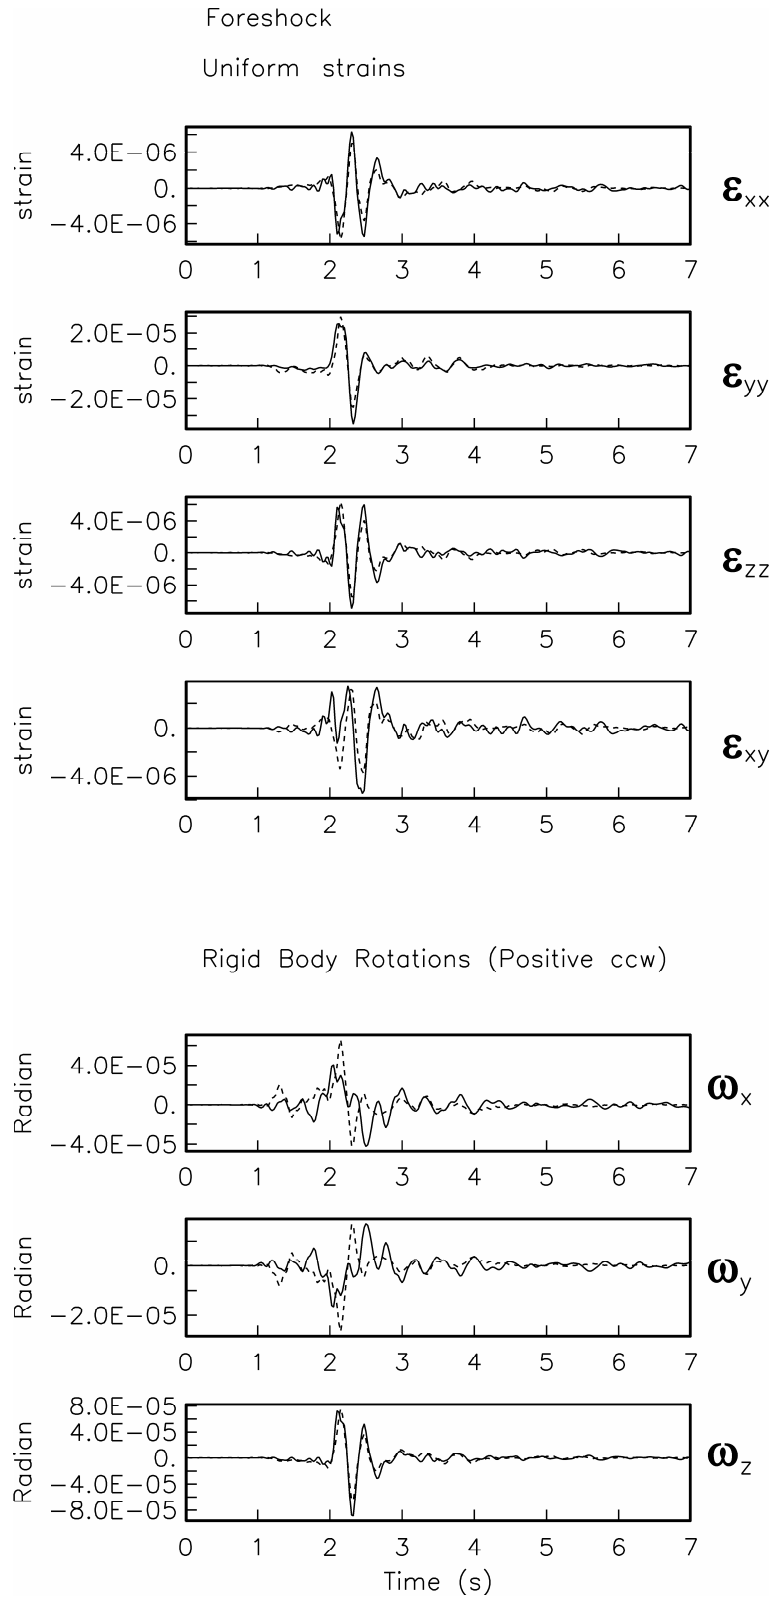 Foreshock
Uniform strains
strain
4.0E−06
0.
−4.0E−06
0 1 2 3 4 5 6 7
εxx
strain
2.0E−05
0.
−2.0E−05
0 1 2 3 4 5 6 7
εyy
strain
4.0E−06
0.
−4.0E−06
0 1 2 3 4 5 6 7
εzz
strain
0.
−4.0E−06
0 1 2 3 4 5 6 7
εxy
Rigid Body Rotations (Positive ccw)
Radian
4.0E−05
0.
−4.0E−05
0 1 2 3 4 5 6 7
ωx
Radian
0.
−2.0E−05
0 1 2 3 4 5 6 7
ωy
Radian
8.0E−05
4.0E−05
0.
−4.0E−05
−8.0E−05
0 1 2 3 4 5 6 7
ωz
Time (s)